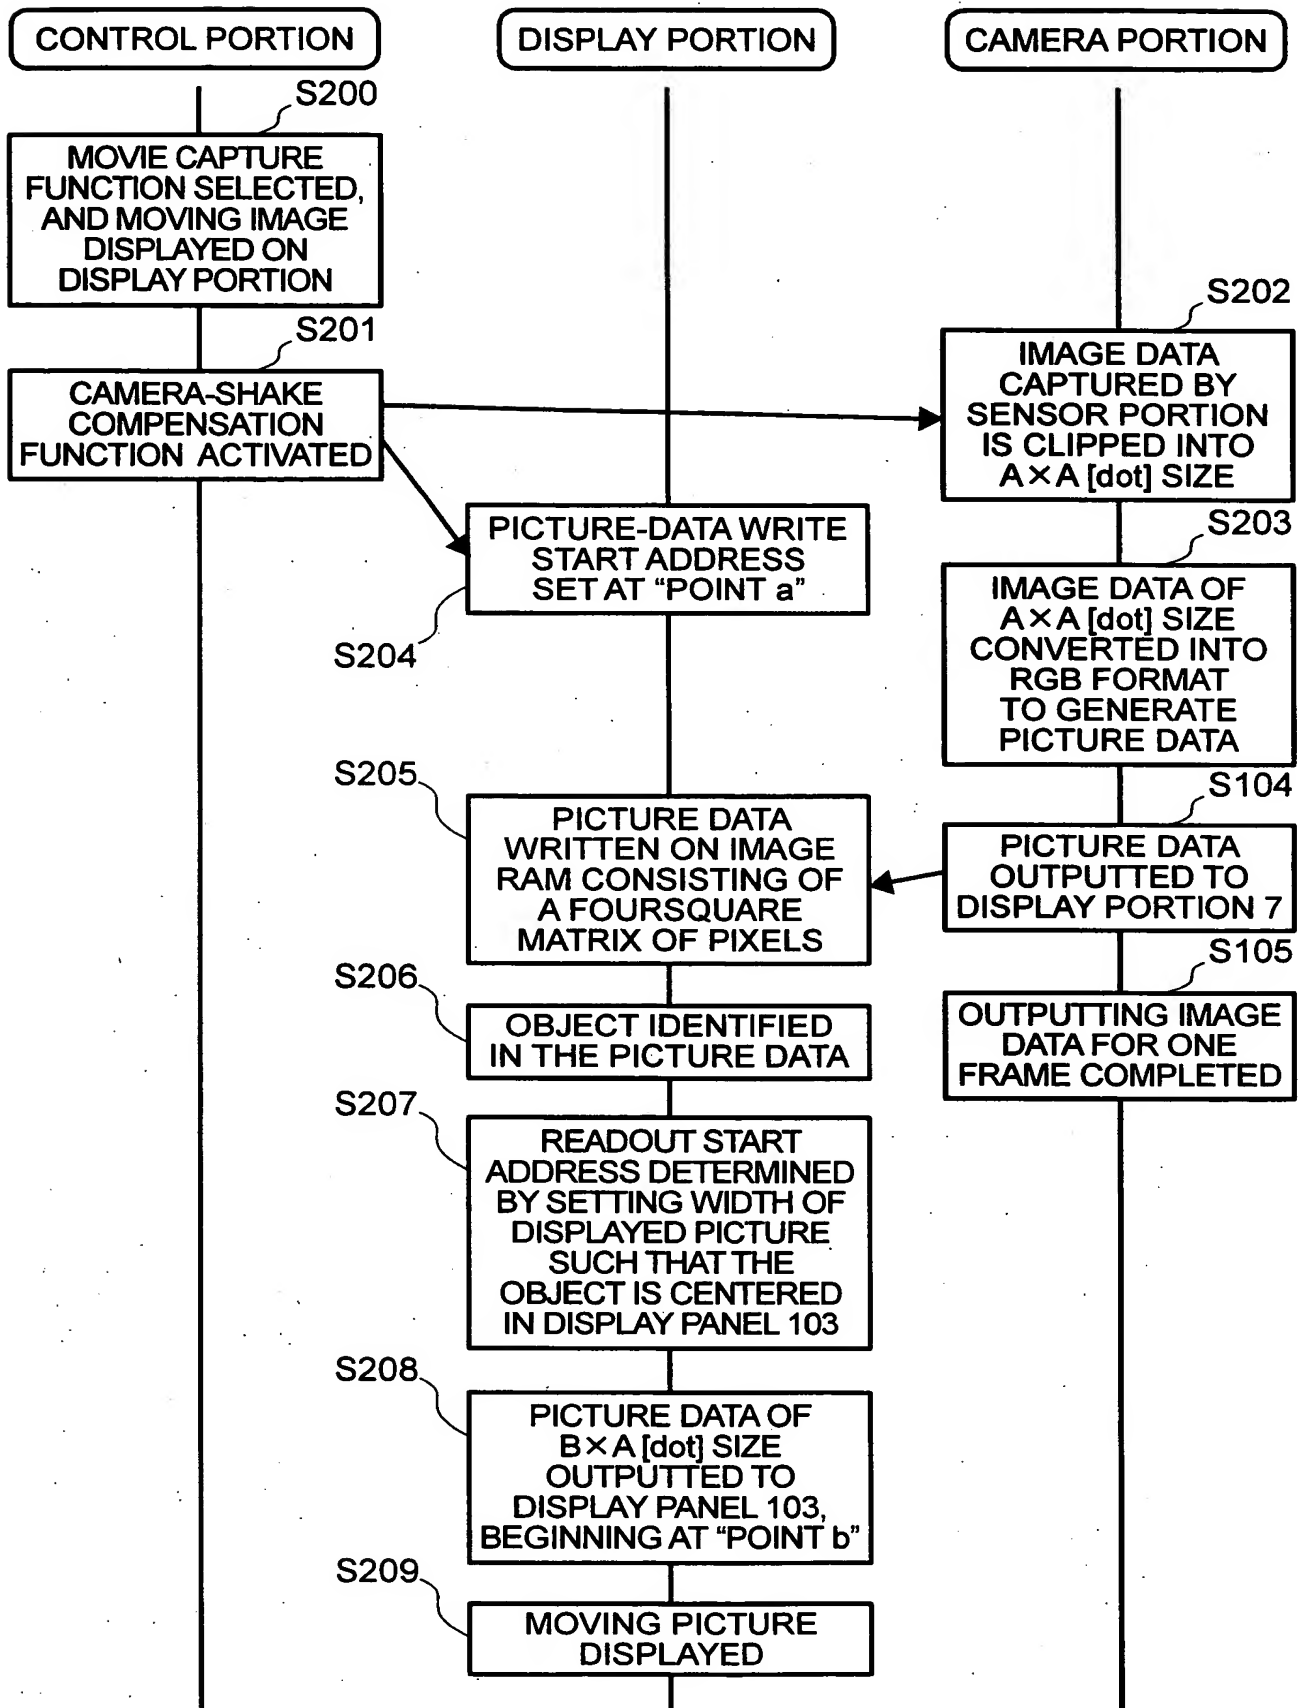 CONTROL PORTION
DISPLAY PORTION
CAMERA PORTION
S200
MOVIE CAPTURE
FUNCTION SELECTED,
AND MOVING IMAGE
DISPLAYED ON
DISPLAY PORTION
S201
CAMERA-SHAKE
COMPENSATION
FUNCTION ACTIVATED
S202
IMAGE DATA
CAPTURED BY
SENSOR PORTION
IS CLIPPED INTO
A×A [dot] SIZE
PICTURE-DATA WRITE
START ADDRESS
SET AT “POINT a”
S204
S203
IMAGE DATA OF
A×A [dot] SIZE
CONVERTED INTO
RGB FORMAT
TO GENERATE
PICTURE DATA
S205
PICTURE DATA
WRITTEN ON IMAGE
RAM CONSISTING OF
A FOURSQUARE
MATRIX OF PIXELS
S104
PICTURE DATA
OUTPUTTED TO
DISPLAY PORTION 7
S206
OBJECT IDENTIFIED
IN THE PICTURE DATA
S105
OUTPUTTING IMAGE
DATA FOR ONE
FRAME COMPLETED
S207
READOUT START
ADDRESS DETERMINED
BY SETTING WIDTH OF
DISPLAYED PICTURE
SUCH THAT THE
OBJECT IS CENTERED
IN DISPLAY PANEL 103
S208
PICTURE DATA OF
B×A [dot] SIZE
OUTPUTTED TO
DISPLAY PANEL 103,
BEGINNING AT “POINT b”
S209
MOVING PICTURE
DISPLAYED